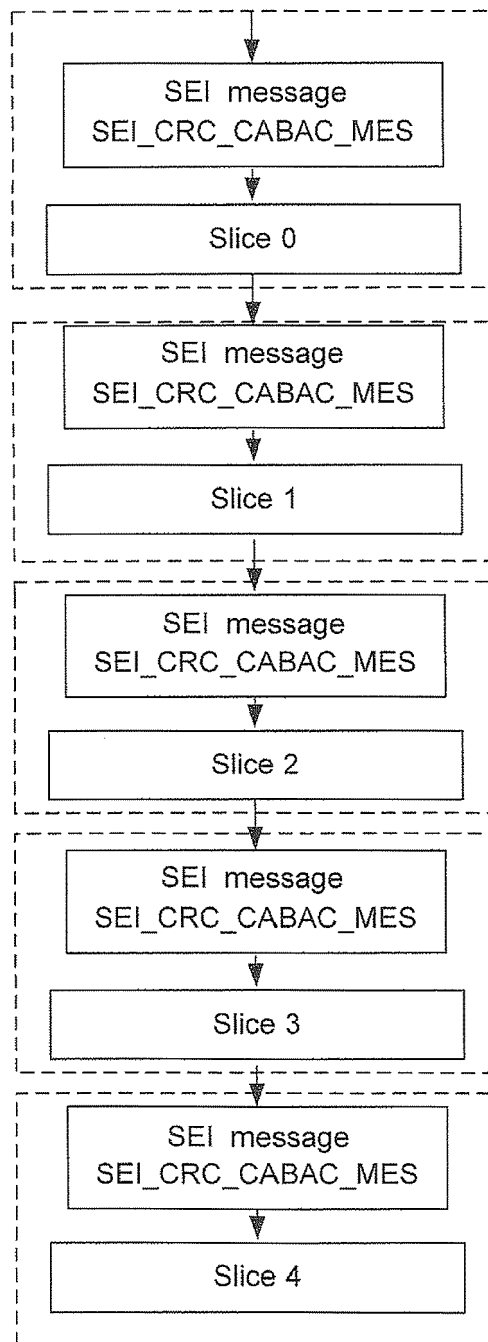 SEI message
SEI_CRC_CABAC_MES
Slice 0
SEI message
SEI_CRC_CABAC_MES
Slice 1
SEI message
SEI_CRC_CABAC_MES
Slice 2
SEI message
SEI_CRC_CABAC_MES
Slice 3
SEI message
SEI_CRC_CABAC_MES
Slice 4